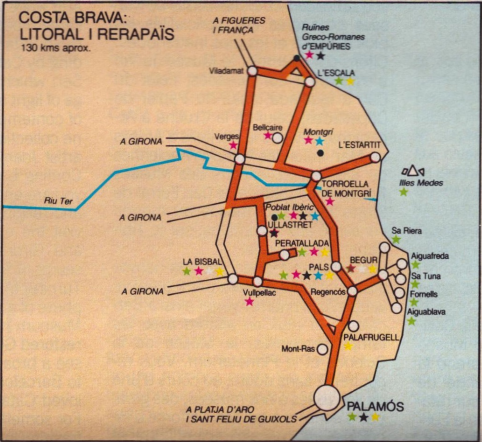 COSTA BRAVA:
LITORAL I RERAPAÏS
130 kms aprox.
A FIGUERES
I FRANÇA
Ruïnes
Greco-Romanes
d'EMPÚRIES
Viladamat
L'ESCALA
Bellcaire
Montgrí
Verges
A GIRONA
L'ESTARTIT
Illes Medes
TORROELLA
DE MONTGRÍ
Riu Ter
Poblat Ibèric
A GIRONA
ULLASTRET
Sa Riera
PERATALLADA
Aiguafreda
LA BISBAL
PALS
BEGUR
Sa Tuna
Fornells
A GIRONA
Vullpellac
Regencós
Aiguablava
PALAFRUGELL
Mont-Ras
PALAMÓS
A PLATJA D'ARO
I SANT FELIU DE GUIXOLS